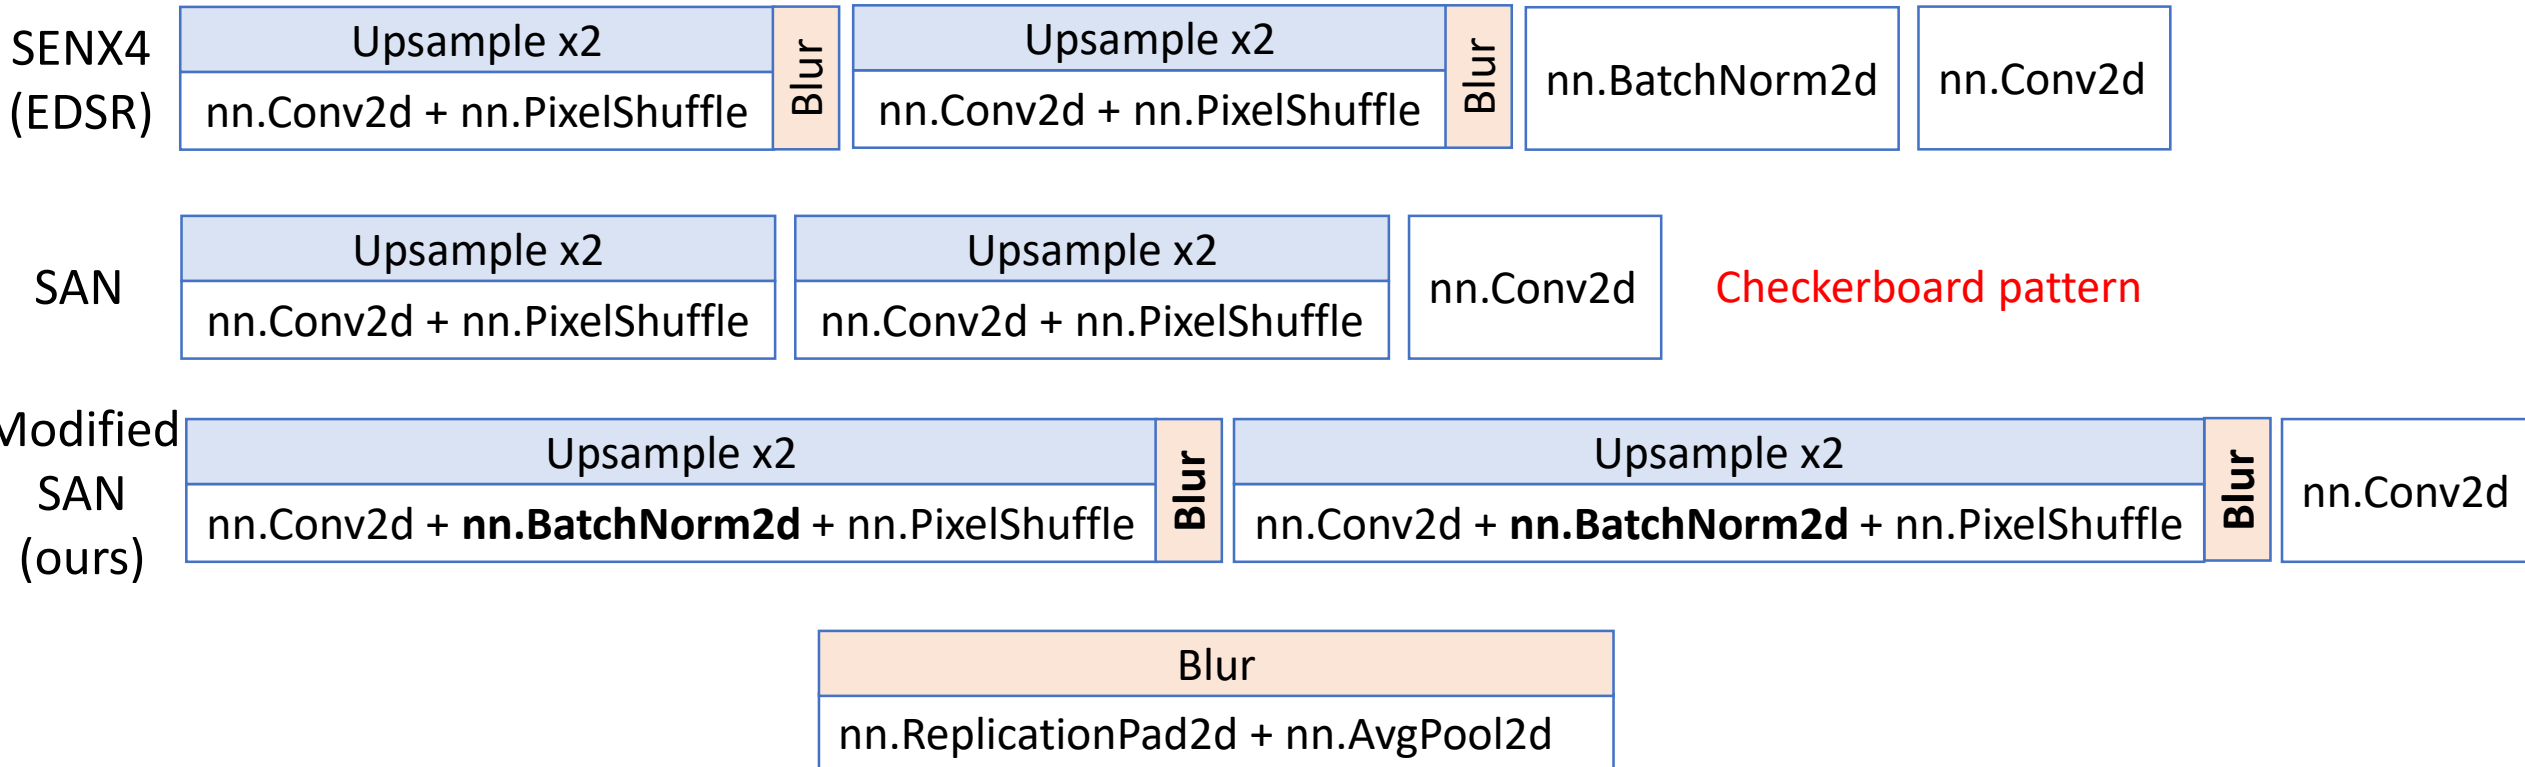 SENX4
(EDSR)
Upsample x2
nn.Conv2d + nn.PixelShuffle
Blur
Upsample x2
nn.Conv2d + nn.PixelShuffle
Blur
nn.BatchNorm2d
nn.Conv2d
SAN
Upsample x2
nn.Conv2d + nn.PixelShuffle
Upsample x2
nn.Conv2d + nn.PixelShuffle
nn.Conv2d
Checkerboard pattern
Modified
SAN
(ours)
Upsample x2
nn.Conv2d + nn.BatchNorm2d + nn.PixelShuffle
Blur
Upsample x2
nn.Conv2d + nn.BatchNorm2d + nn.PixelShuffle
Blur
nn.Conv2d
Blur
nn.ReplicationPad2d + nn.AvgPool2d